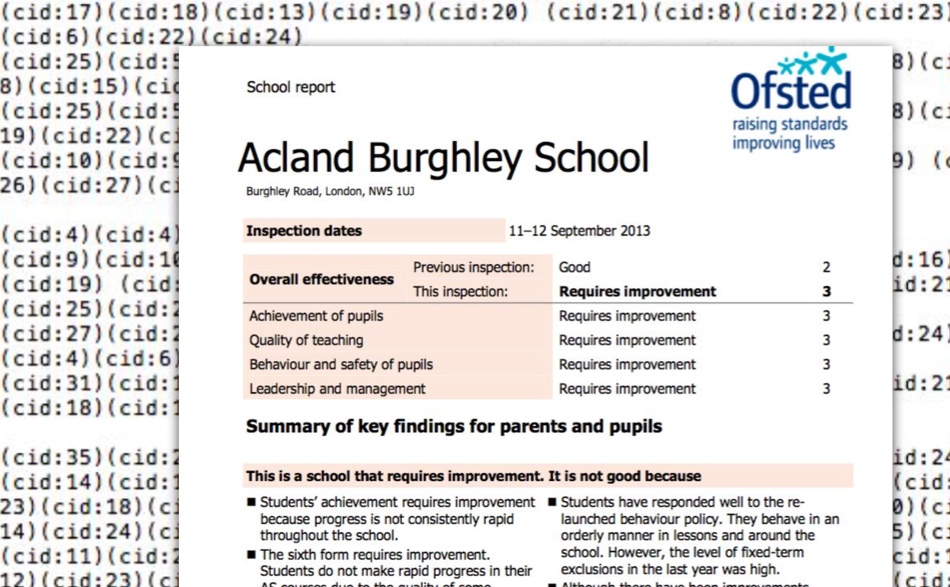 (cid:17)(cid:18)(cid:13)(cid:19)(cid:20) (cid:21)(cid:8)(cid:22)(cid:23)
(cid:6)(cid:22)(cid:24)
(cid:25)(cid:5
8)(cid:15)(cid
(cid:25)(cid:5
19)(cid:22)(ci
(cid:10)(cid:9
26)(cid:27)(ci
(cid:4)(cid:4)
(cid:9)(cid:10
(cid:19) (cid:
(cid:25)(cid:2
(cid:27)(cid:2
(cid:4)(cid:6)
(cid:31)(cid:1
(cid:18)(cid:1
(cid:35)(cid:2
(cid:14)(cid:1
23)(cid:18)(ci
14)(cid:24)(ci
(cid:11)(cid:2
12)(cid:23)(ci
School report
Ofsted
raising standards
improving lives
Acland Burghley School
Burghley Road, London, NW5 1UJ
Inspection dates 11–12 September 2013
Overall effectiveness
Previous inspection: Good 2
This inspection: Requires improvement 3
Achievement of pupils Requires improvement 3
Quality of teaching Requires improvement 3
Behaviour and safety of pupils Requires improvement 3
Leadership and management Requires improvement 3
Summary of key findings for parents and pupils
This is a school that requires improvement. It is not good because
■ Students' achievement requires improvement
because progress is not consistently rapid
throughout the school.
■ The sixth form requires improvement.
Students do not make rapid progress in their
AS courses due to the quality of some
■ Students have responded well to the re-
launched behaviour policy. They behave in an
orderly manner in lessons and around the
school. However, the level of fixed-term
exclusions in the last year was high.
■ Although there have been improvements
8)(c
8)(c
9) (c
d:16)
id:21
d:24)
id:21
id:24
(cid:
0)(c
5)(c